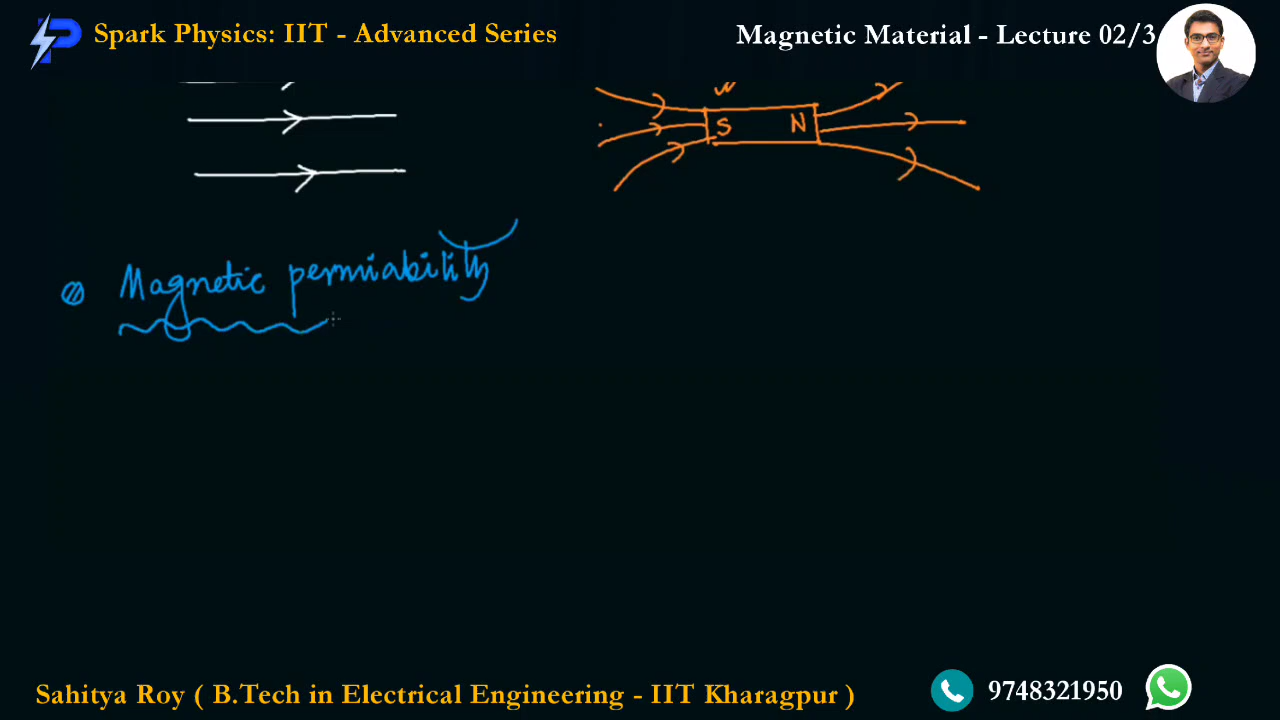 Spark Physics: IIT - Advanced Series
Magnetic Material - Lecture 02/3
S N
Magnetic permiability
Sahitya Roy ( B.Tech in Electrical Engineering - IIT Kharagpur )
9748321950